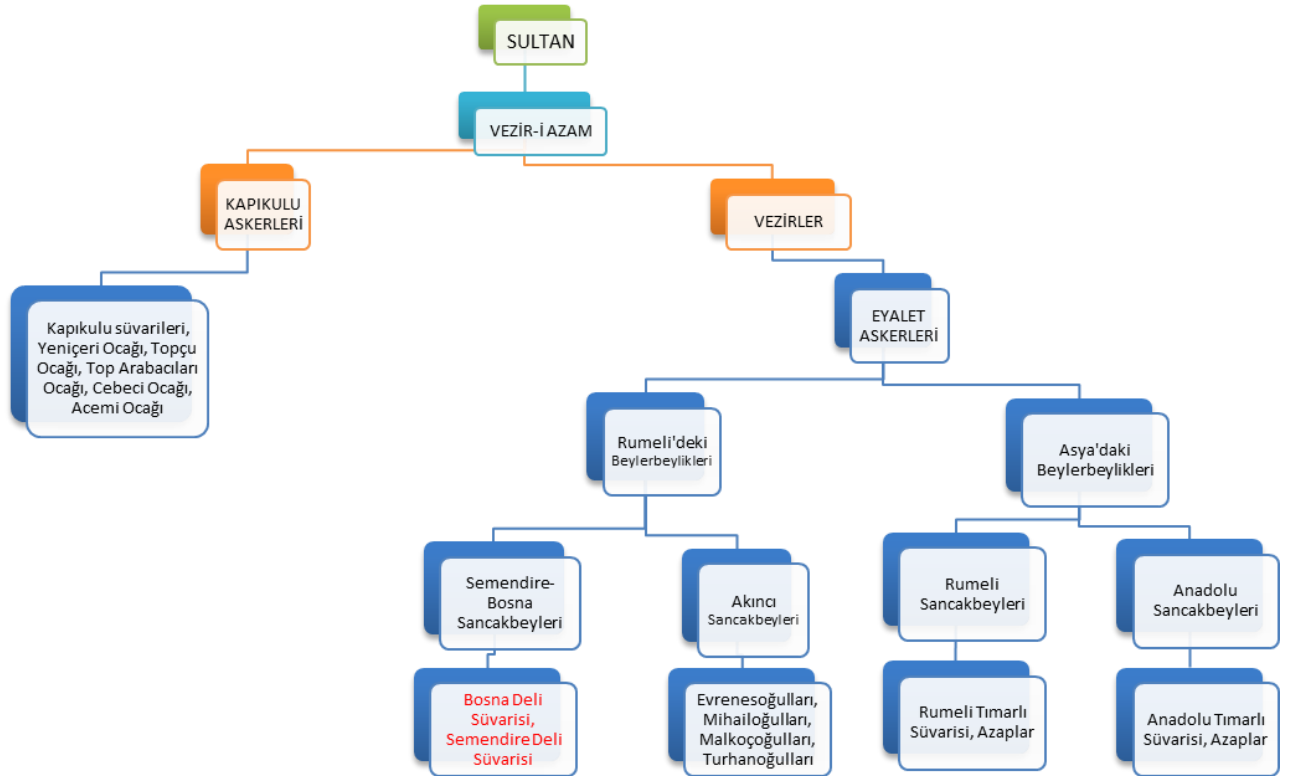 SULTAN
VEZİR-İ AZAM
KAPIKULU
ASKERLERİ
VEZİRLER
Kapıkulu süvarileri,
Yeniçeri Ocağı, Topçu
Ocağı, Top Arabacıları
Ocağı, Cebeci Ocağı,
Acemi Ocağı
EYALET
ASKERLERİ
Rumeli'deki
Beylerbeylikleri
Asya'daki
Beylerbeylikleri
Semendire-
Bosna
Sancakbeyleri
Akıncı
Sancakbeyleri
Rumeli
Sancakbeyleri
Anadolu
Sancakbeyleri
Bosna Deli
Süvarisi,
Semendire Deli
Süvarisi
Evrenesoğulları,
Mihailoğulları,
Malkoçoğulları,
Turhanoğulları
Rumeli Tımarlı
Süvarisi, Azaplar
Anadolu Tımarlı
Süvarisi, Azaplar